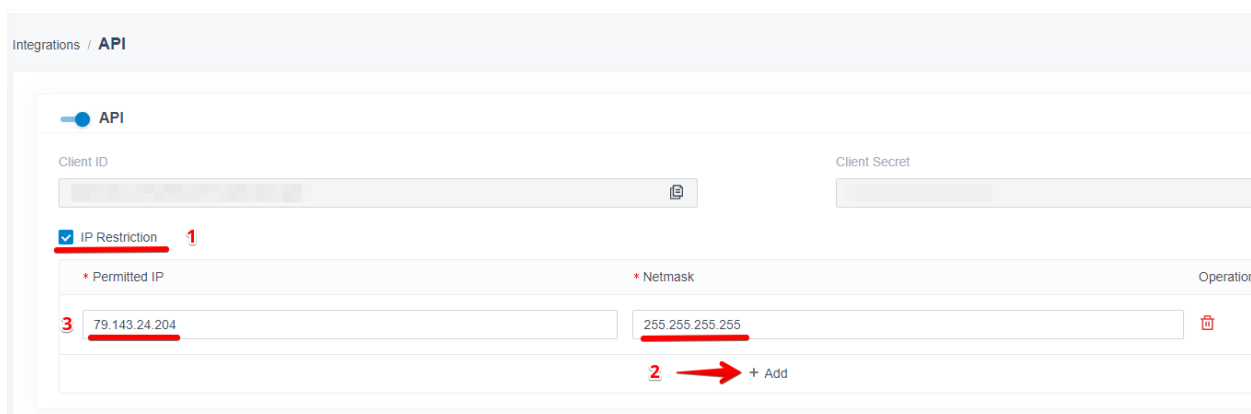 Integrations / API
API
Client ID
Client Secret
IP Restriction 1
* Permitted IP * Netmask Operation
3 79.143.24.204 255.255.255.255
2 + Add